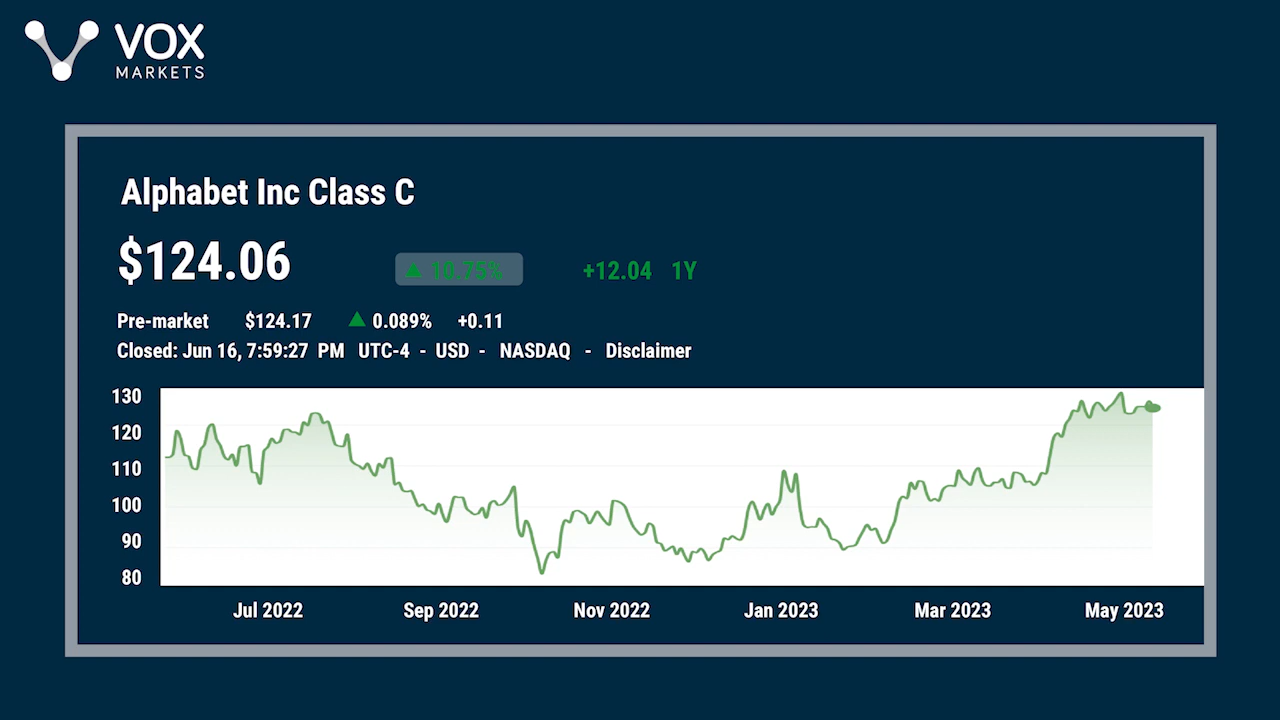 VOX
MARKETS
Alphabet Inc Class C
$124.06 ▲ 10.75% +12.04 1Y
Pre-market $124.17 ▲ 0.089% +0.11
Closed: Jun 16, 7:59:27 PM UTC-4 - USD - NASDAQ - Disclaimer
130
120
110
100
90
80
Jul 2022 Sep 2022 Nov 2022 Jan 2023 Mar 2023 May 2023